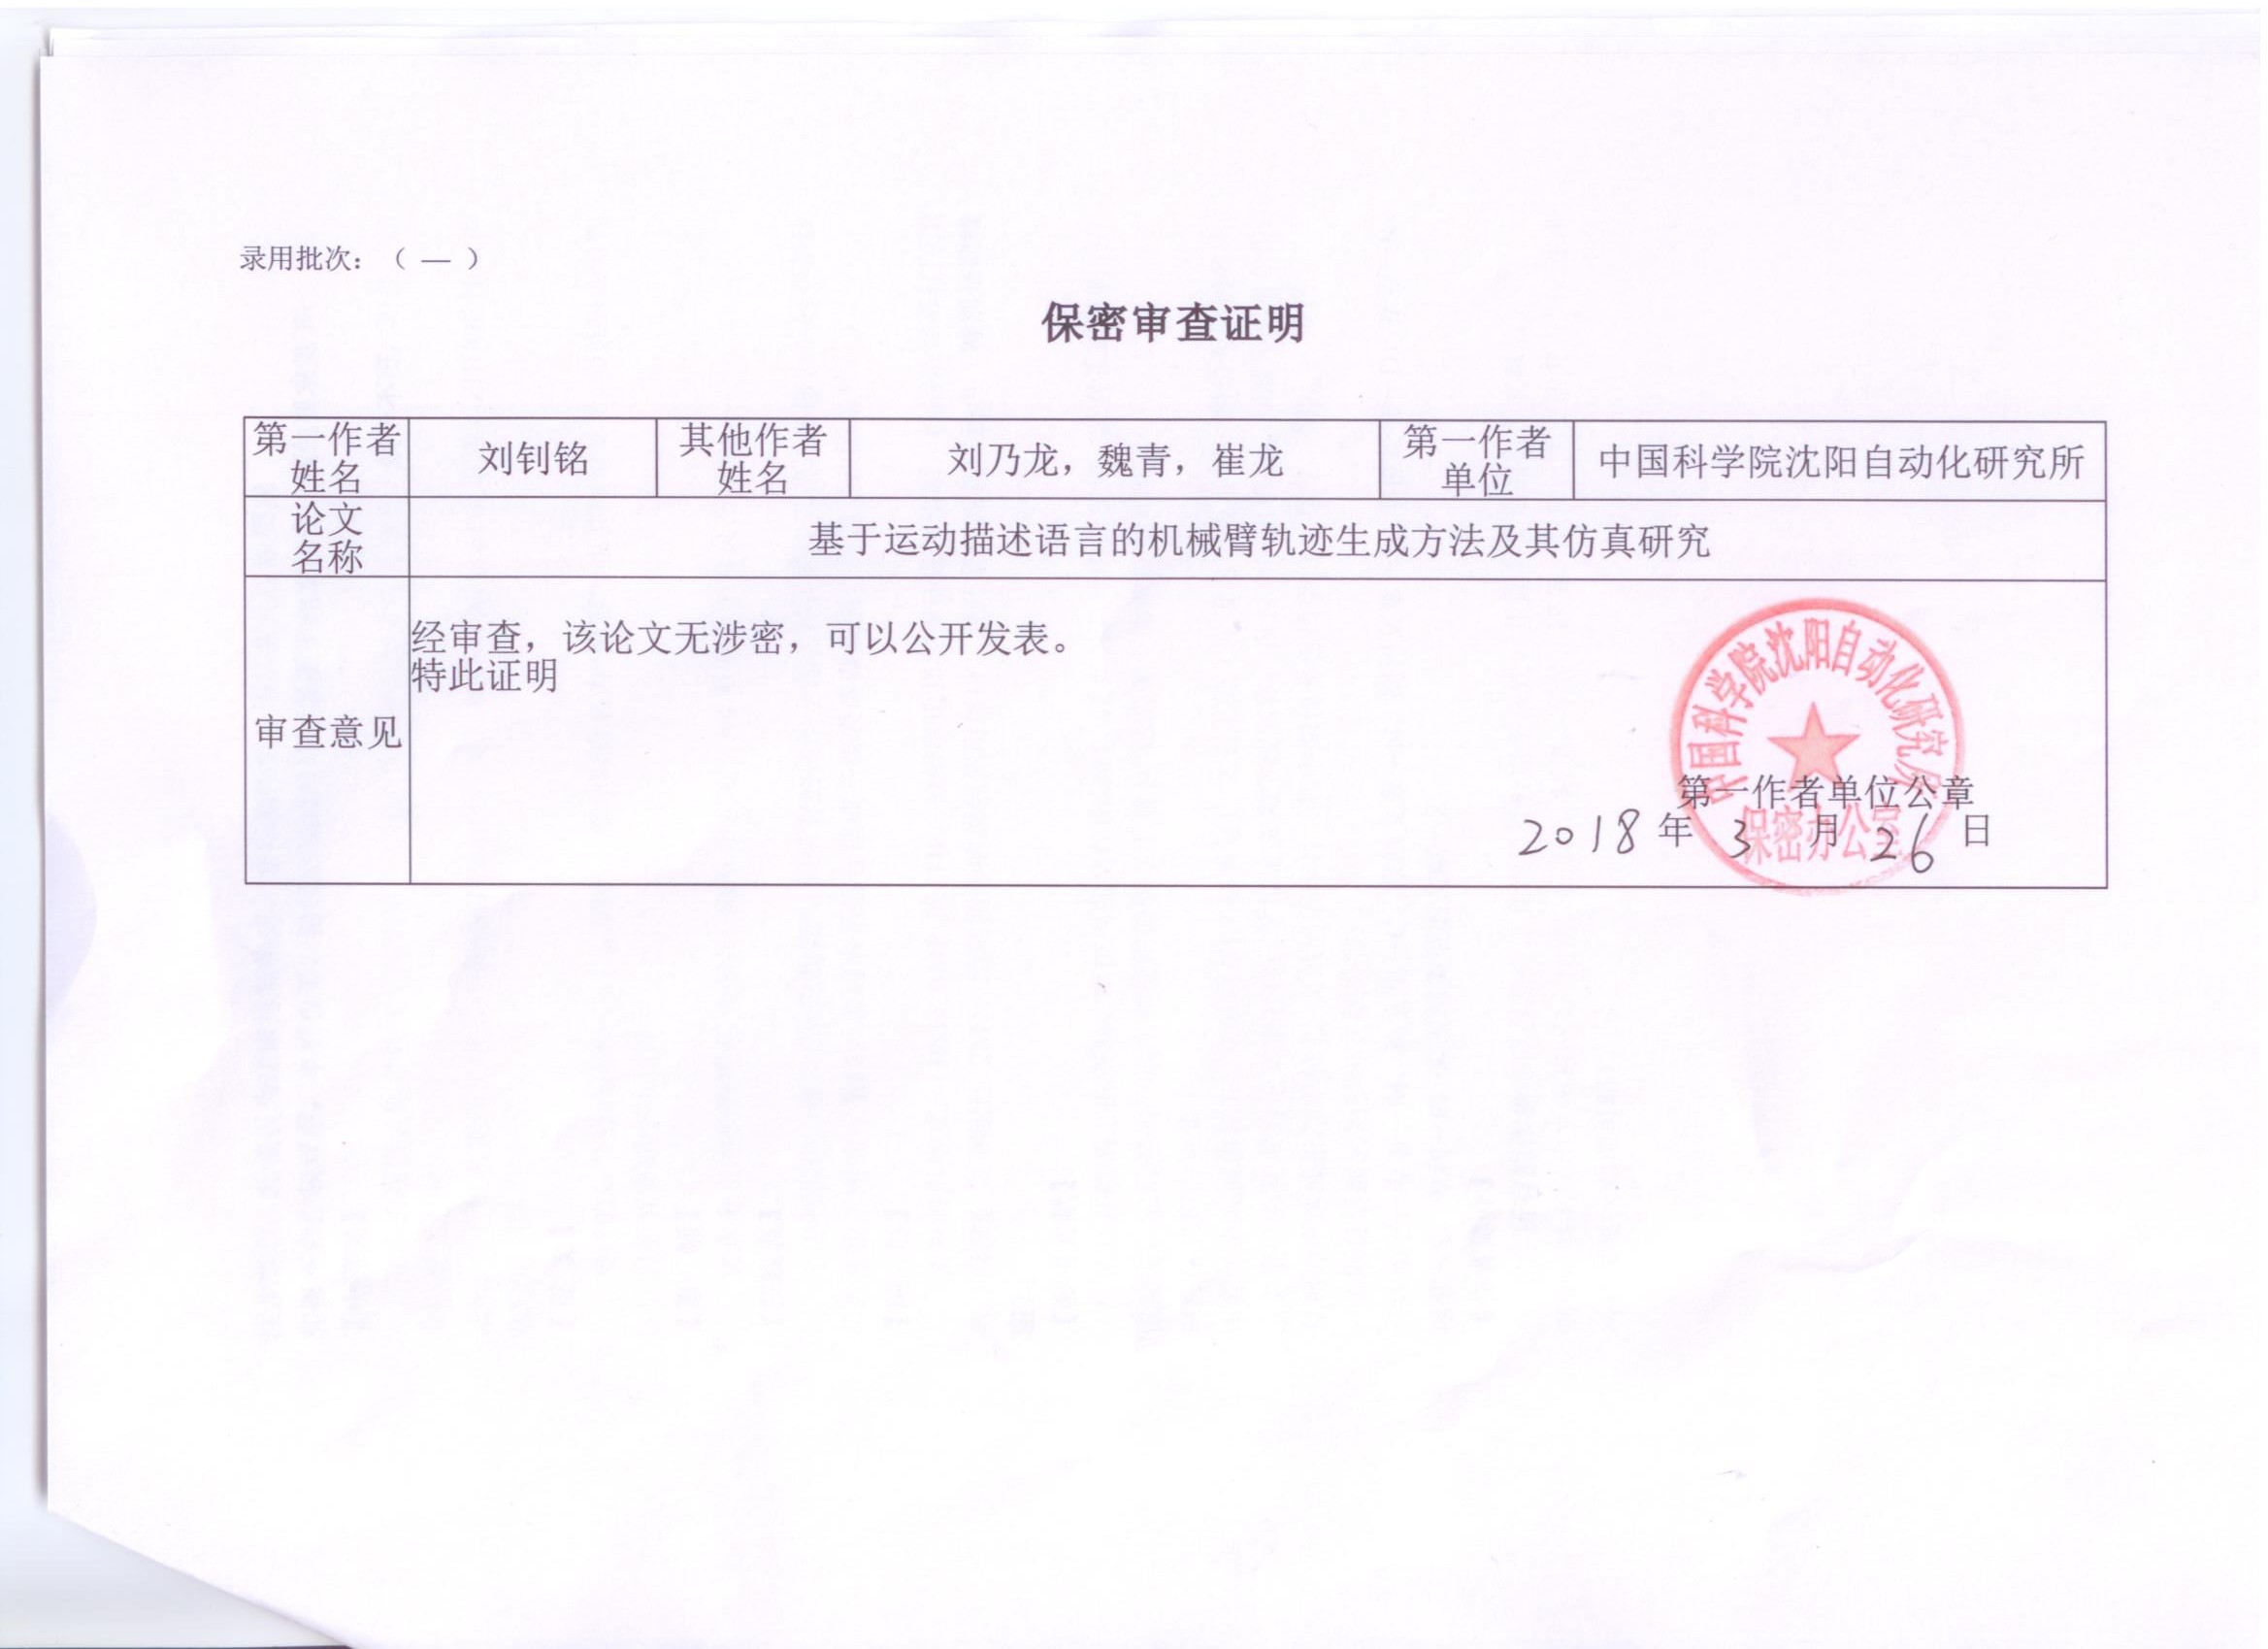 录用批次：（ 一 ）
保密审查证明
第一作者
姓名
刘钊铭
其他作者
姓名
刘乃龙，魏青，崔龙
第一作者
单位
中国科学院沈阳自动化研究所
论文
名称
基于运动描述语言的机械臂轨迹生成方法及其仿真研究
审查意见
经审查，该论文无涉密，可以公开发表。
特此证明
中国科学院沈阳自动化研究所
保密办公室
第一作者单位公章
2018 年 3 月 26 日